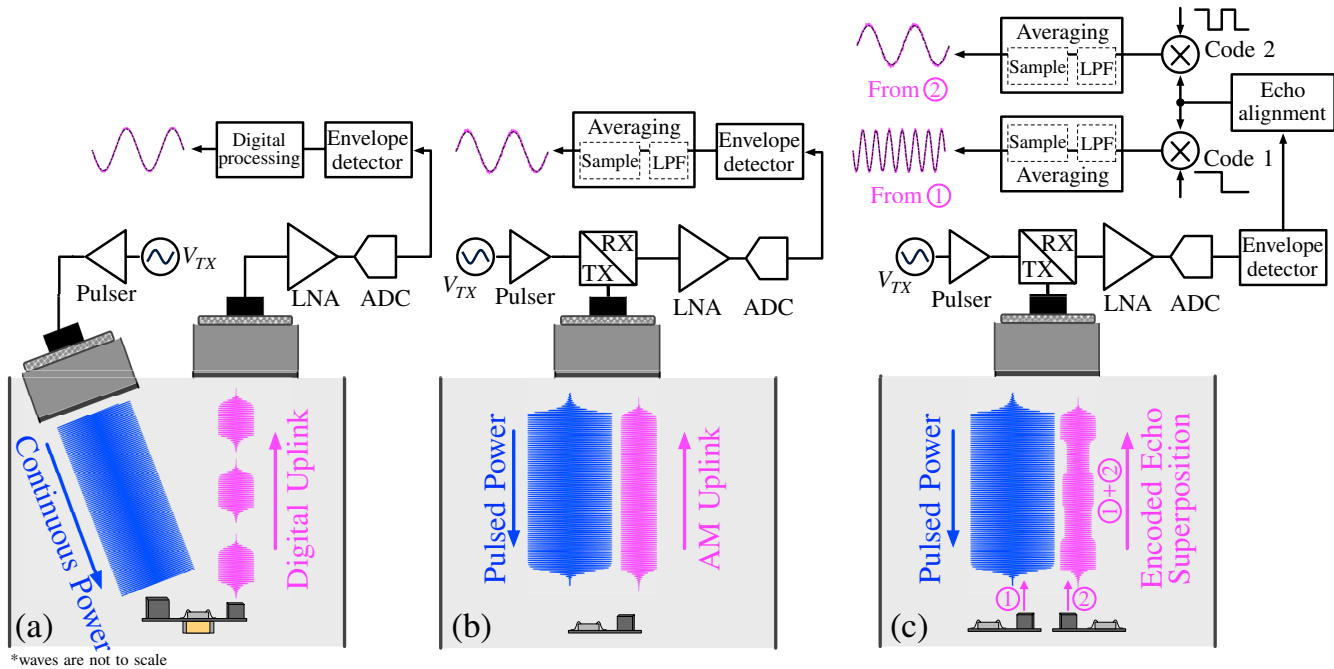 Digital
processing
Envelope
detector
V_TX
Pulser
LNA
ADC
Continuous Power
Digital Uplink
(a)
*waves are not to scale
Averaging
Sample
LPF
Envelope
detector
V_TX
Pulser
RX
TX
LNA
ADC
Pulsed Power
AM Uplink
(b)
Averaging
Sample
LPF
Code 2
From ②
Echo
alignment
Sample
LPF
Averaging
Code 1
From ①
V_TX
Pulser
RX
TX
LNA
ADC
Envelope
detector
Pulsed Power
①+②
Encoded Echo
Superposition
①
②
(c)